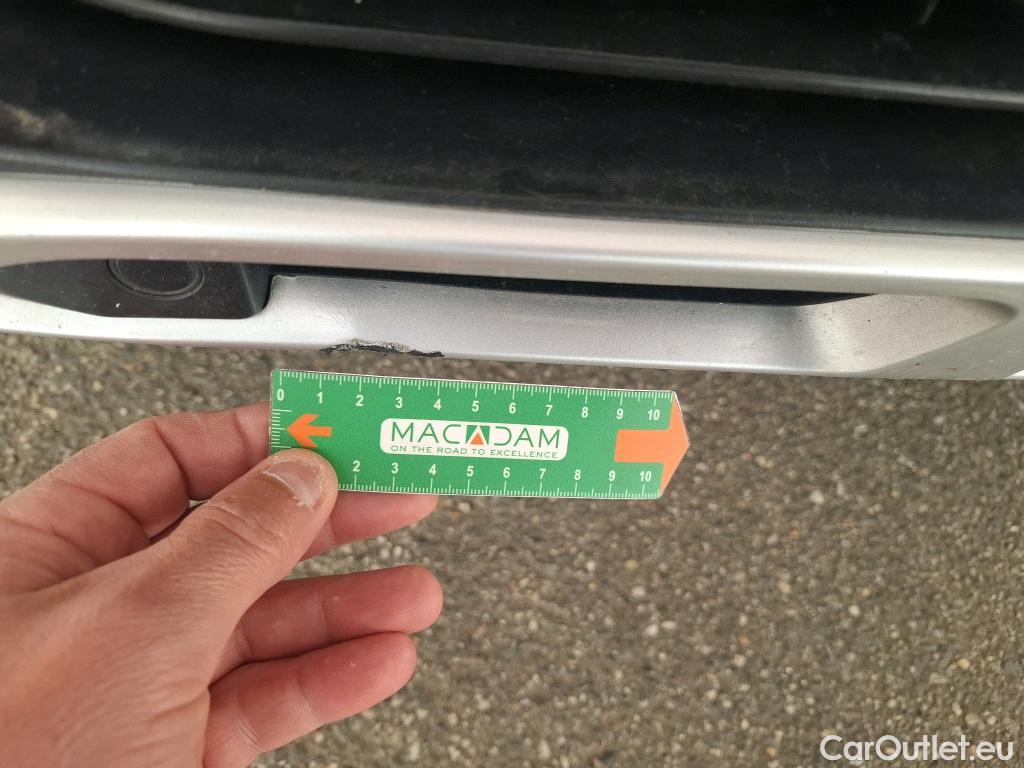 0 1 2 3 4 5 6 7 8 9 10
MACADAM
ON THE ROAD TO EXCELLENCE
2 3 4 5 6 7 8 9 10
CarOutlet.eu